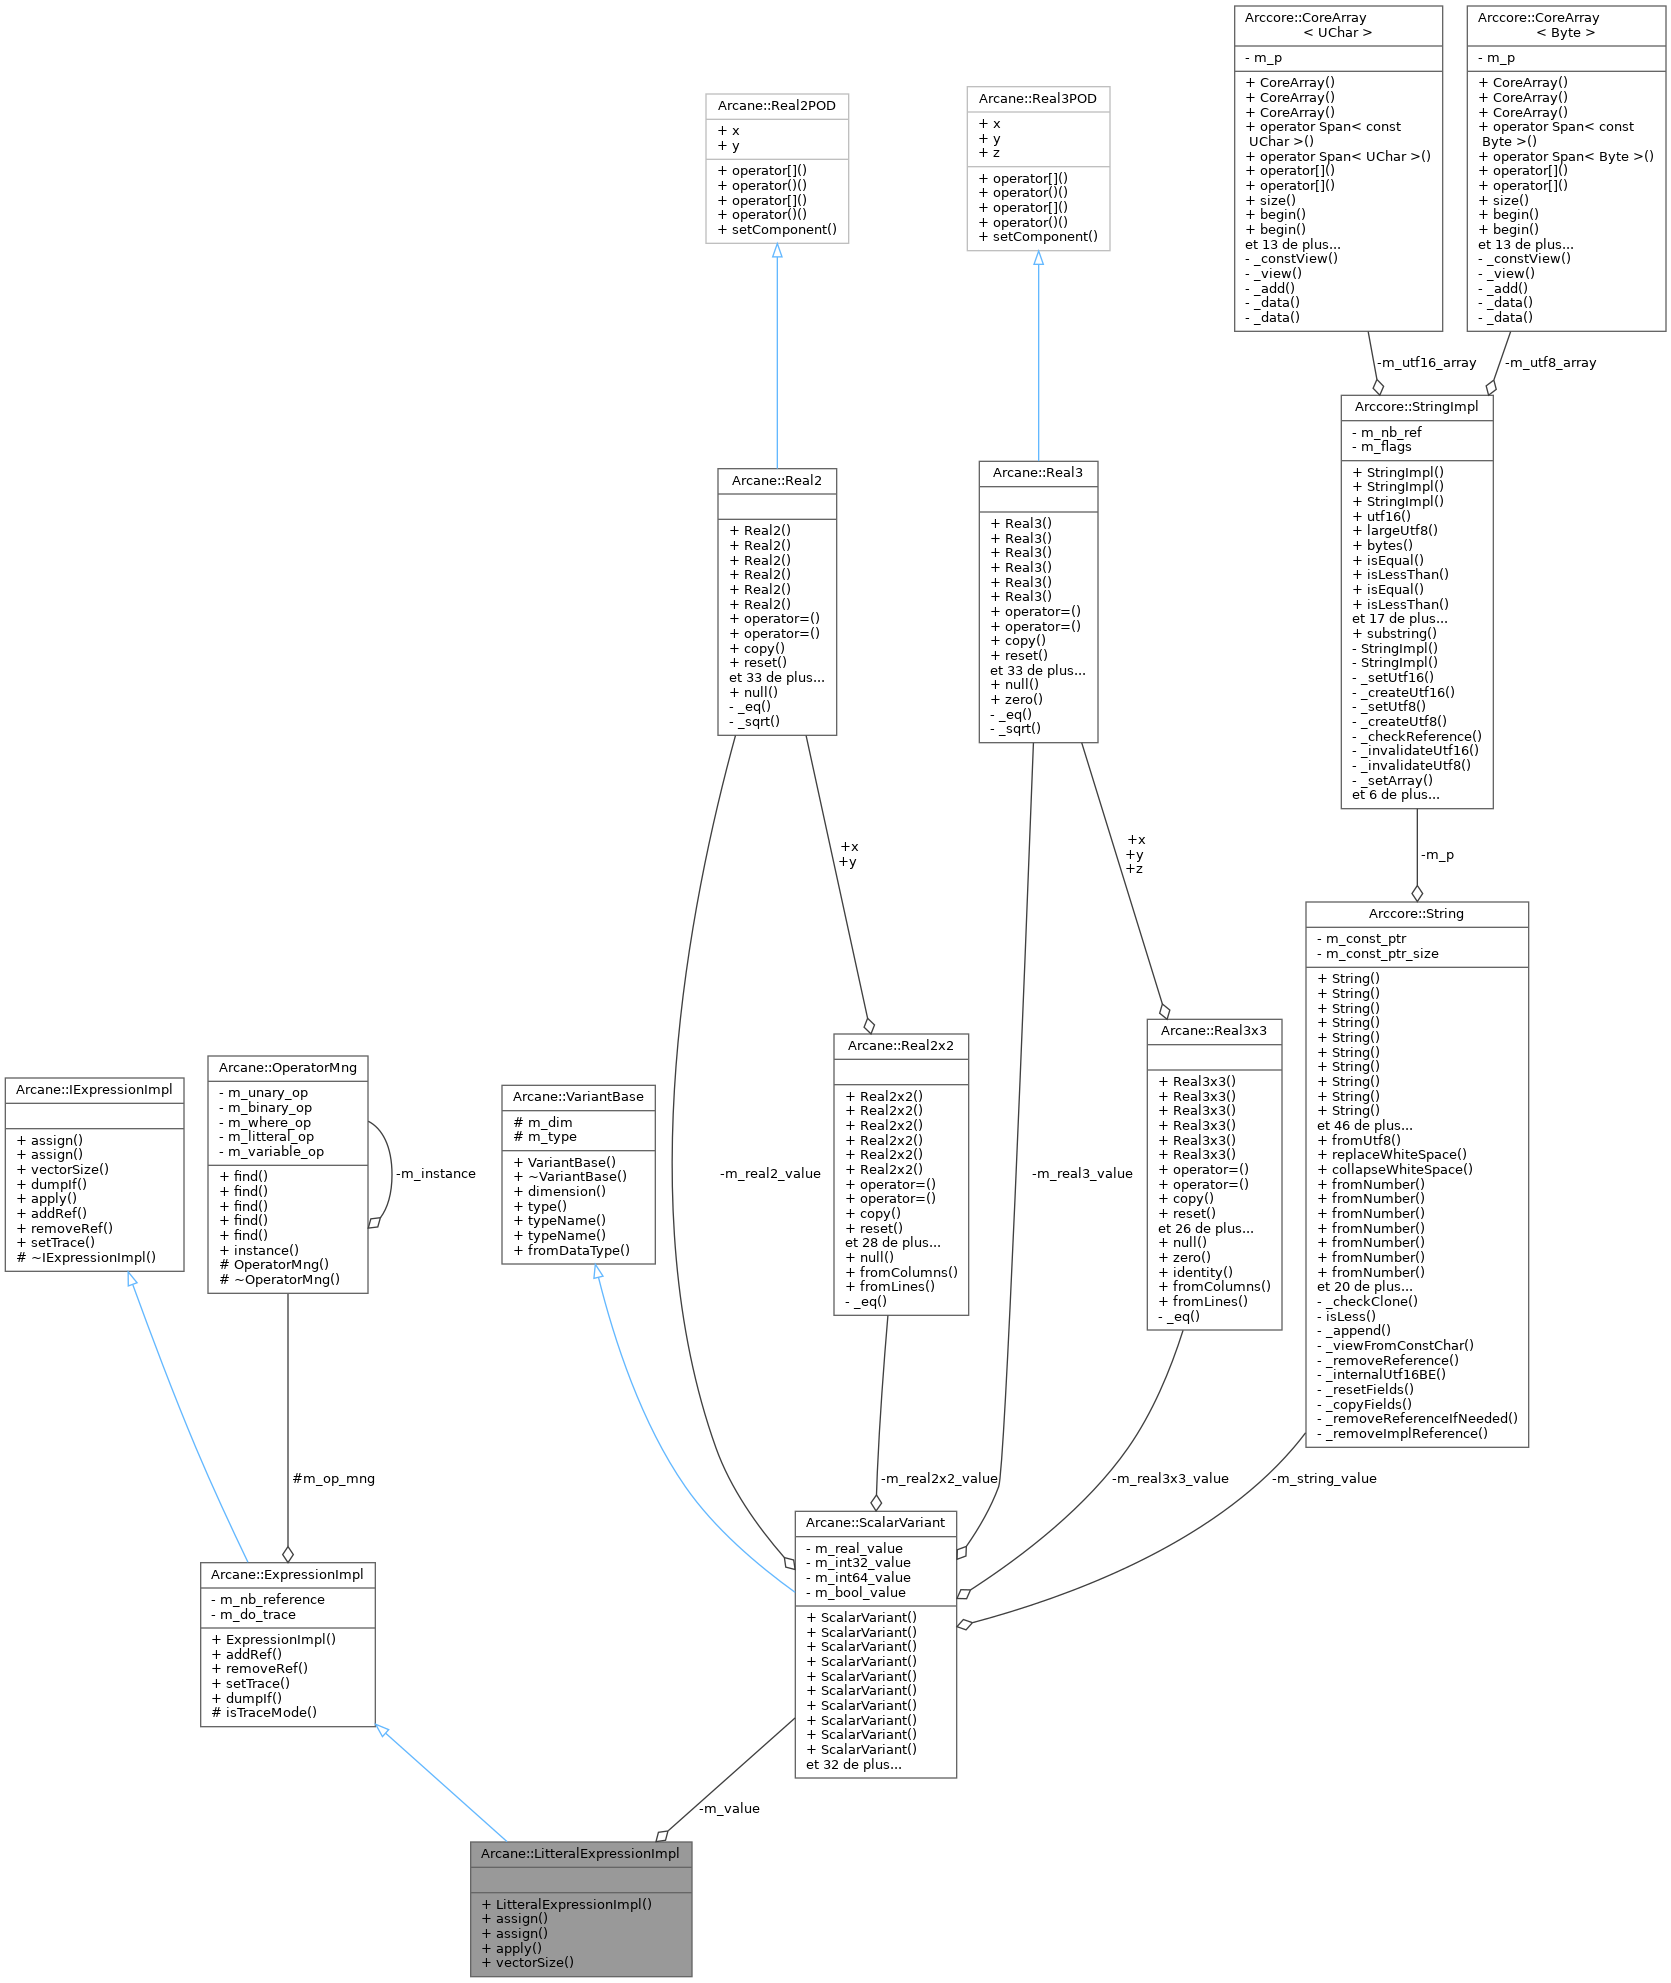 Arccore::CoreArray
< UChar >
- m_p
+ CoreArray()
+ CoreArray()
+ CoreArray()
+ operator Span< const
UChar >()
+ operator Span< UChar >()
+ operator[]()
+ operator[]()
+ size()
+ begin()
+ begin()
et 13 de plus...
- _constView()
- _view()
- _add()
- _data()
- _data()
Arccore::CoreArray
< Byte >
- m_p
+ CoreArray()
+ CoreArray()
+ CoreArray()
+ operator Span< const
Byte >()
+ operator Span< Byte >()
+ operator[]()
+ operator[]()
+ size()
+ begin()
+ begin()
et 13 de plus...
- _constView()
- _view()
- _add()
- _data()
- _data()
Arcane::Real2POD
+ x
+ y
+ operator[]()
+ operator()()
+ operator[]()
+ operator()()
+ setComponent()
Arcane::Real3POD
+ x
+ y
+ z
+ operator[]()
+ operator()()
+ operator[]()
+ operator()()
+ setComponent()
-m_utf16_array
-m_utf8_array
Arccore::StringImpl
- m_nb_ref
- m_flags
+ StringImpl()
+ StringImpl()
+ StringImpl()
+ utf16()
+ largeUtf8()
+ bytes()
+ isEqual()
+ isLessThan()
+ isEqual()
+ isLessThan()
et 17 de plus...
+ substring()
- StringImpl()
- StringImpl()
- _setUtf16()
- _createUtf16()
- _setUtf8()
- _createUtf8()
- _checkReference()
- _invalidateUtf16()
- _invalidateUtf8()
- _setArray()
et 6 de plus...
Arcane::Real2
+ Real2()
+ Real2()
+ Real2()
+ Real2()
+ Real2()
+ Real2()
+ operator=()
+ operator=()
+ copy()
+ reset()
et 33 de plus...
+ null()
- _eq()
- _sqrt()
Arcane::Real3
+ Real3()
+ Real3()
+ Real3()
+ Real3()
+ Real3()
+ Real3()
+ operator=()
+ operator=()
+ copy()
+ reset()
et 33 de plus...
+ null()
+ zero()
- _eq()
- _sqrt()
+x
+y
+x
+y
+z
-m_p
Arccore::String
- m_const_ptr
- m_const_ptr_size
+ String()
+ String()
+ String()
+ String()
+ String()
+ String()
+ String()
+ String()
+ String()
+ String()
et 46 de plus...
+ fromUtf8()
+ replaceWhiteSpace()
+ collapseWhiteSpace()
+ fromNumber()
+ fromNumber()
+ fromNumber()
+ fromNumber()
+ fromNumber()
+ fromNumber()
+ fromNumber()
et 20 de plus...
- _checkClone()
- isLess()
- _append()
- _viewFromConstChar()
- _removeReference()
- _internalUtf16BE()
- _resetFields()
- _copyFields()
- _removeReferenceIfNeeded()
- _removeImplReference()
Arcane::IExpressionImpl
+ assign()
+ assign()
+ vectorSize()
+ dumpIf()
+ apply()
+ addRef()
+ removeRef()
+ setTrace()
# ~IExpressionImpl()
Arcane::OperatorMng
- m_unary_op
- m_binary_op
- m_where_op
- m_litteral_op
- m_variable_op
+ find()
+ find()
+ find()
+ find()
+ find()
+ instance()
# OperatorMng()
# ~OperatorMng()
-m_instance
Arcane::VariantBase
# m_dim
# m_type
+ VariantBase()
+ ~VariantBase()
+ dimension()
+ type()
+ typeName()
+ typeName()
+ fromDataType()
-m_real2_value
Arcane::Real2x2
+ Real2x2()
+ Real2x2()
+ Real2x2()
+ Real2x2()
+ Real2x2()
+ Real2x2()
+ operator=()
+ operator=()
+ copy()
+ reset()
et 28 de plus...
+ null()
+ fromColumns()
+ fromLines()
- _eq()
-m_real3_value
Arcane::Real3x3
+ Real3x3()
+ Real3x3()
+ Real3x3()
+ Real3x3()
+ Real3x3()
+ Real3x3()
+ operator=()
+ operator=()
+ copy()
+ reset()
et 26 de plus...
+ null()
+ zero()
+ identity()
+ fromColumns()
+ fromLines()
- _eq()
#m_op_mng
-m_real2x2_value
-m_real3x3_value
-m_string_value
Arcane::ExpressionImpl
- m_nb_reference
- m_do_trace
+ ExpressionImpl()
+ addRef()
+ removeRef()
+ setTrace()
+ dumpIf()
# isTraceMode()
Arcane::ScalarVariant
- m_real_value
- m_int32_value
- m_int64_value
- m_bool_value
+ ScalarVariant()
+ ScalarVariant()
+ ScalarVariant()
+ ScalarVariant()
+ ScalarVariant()
+ ScalarVariant()
+ ScalarVariant()
+ ScalarVariant()
+ ScalarVariant()
+ ScalarVariant()
et 32 de plus...
-m_value
Arcane::LitteralExpressionImpl
+ LitteralExpressionImpl()
+ assign()
+ assign()
+ apply()
+ vectorSize()